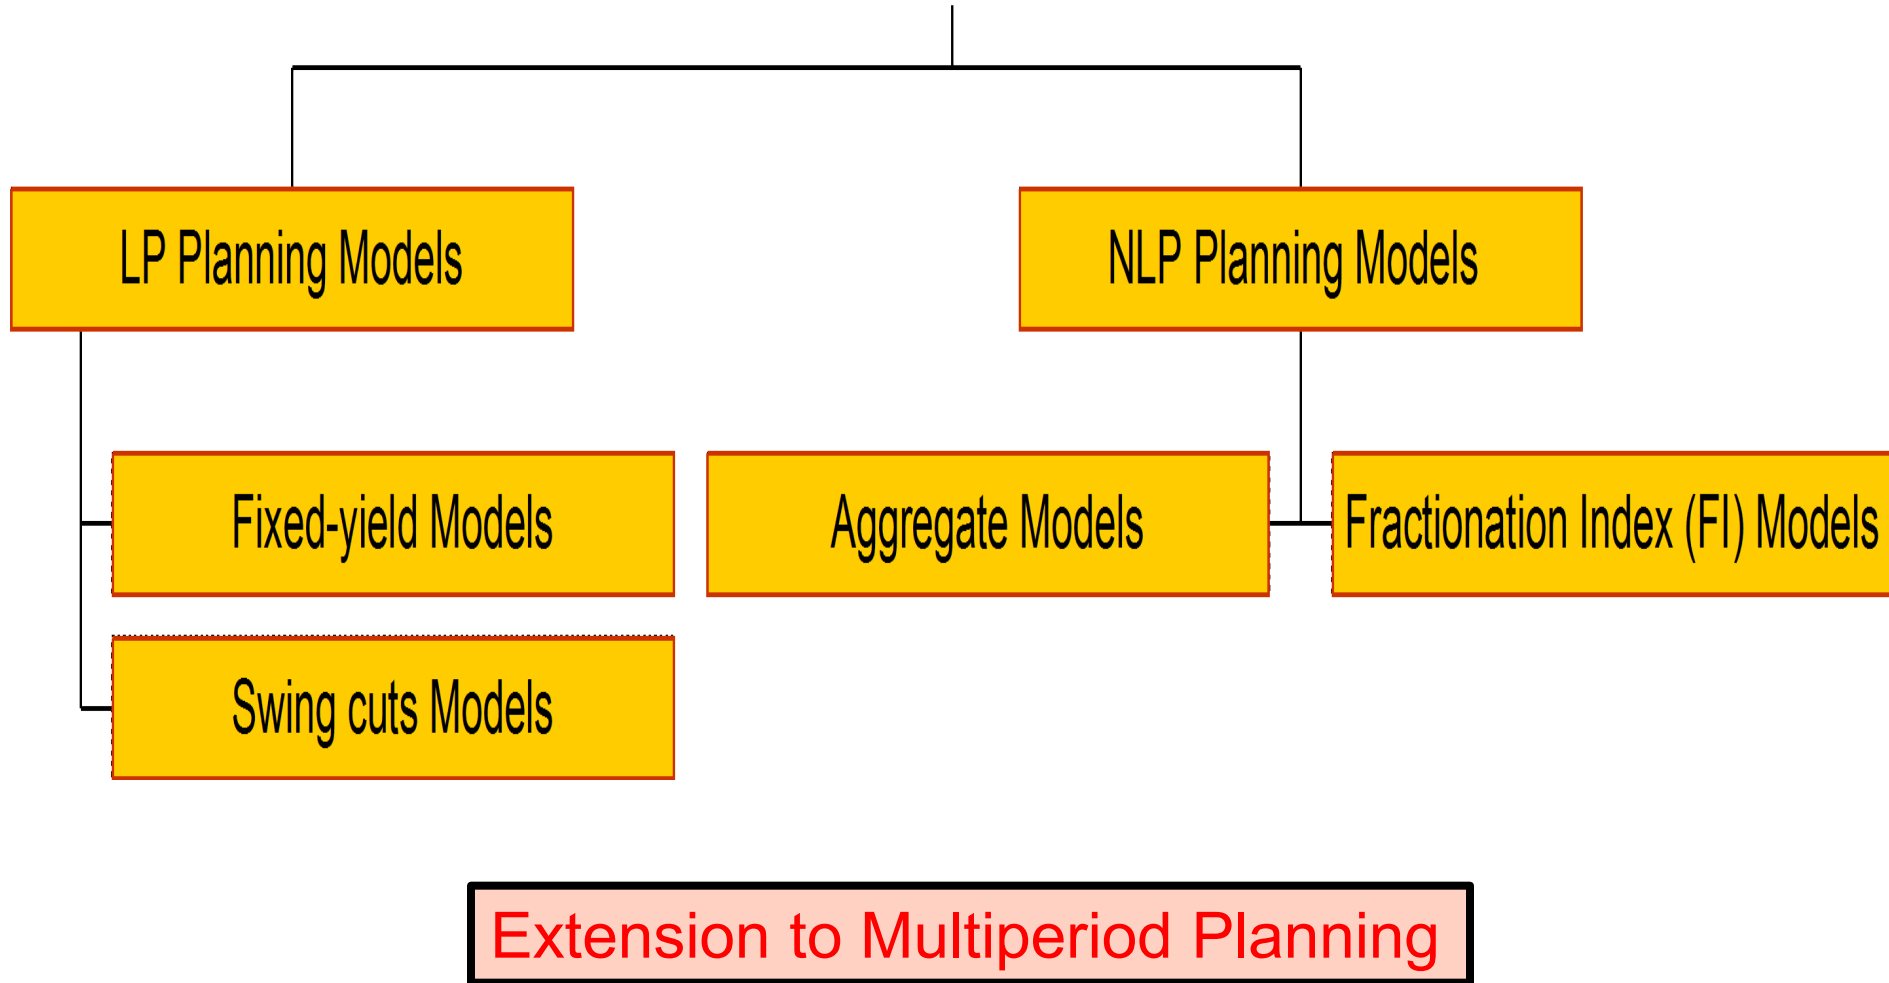 LP Planning Models
NLP Planning Models
Fixed-yield Models
Aggregate Models
Fractionation Index (FI) Models
Swing cuts Models
Extension to Multiperiod Planning